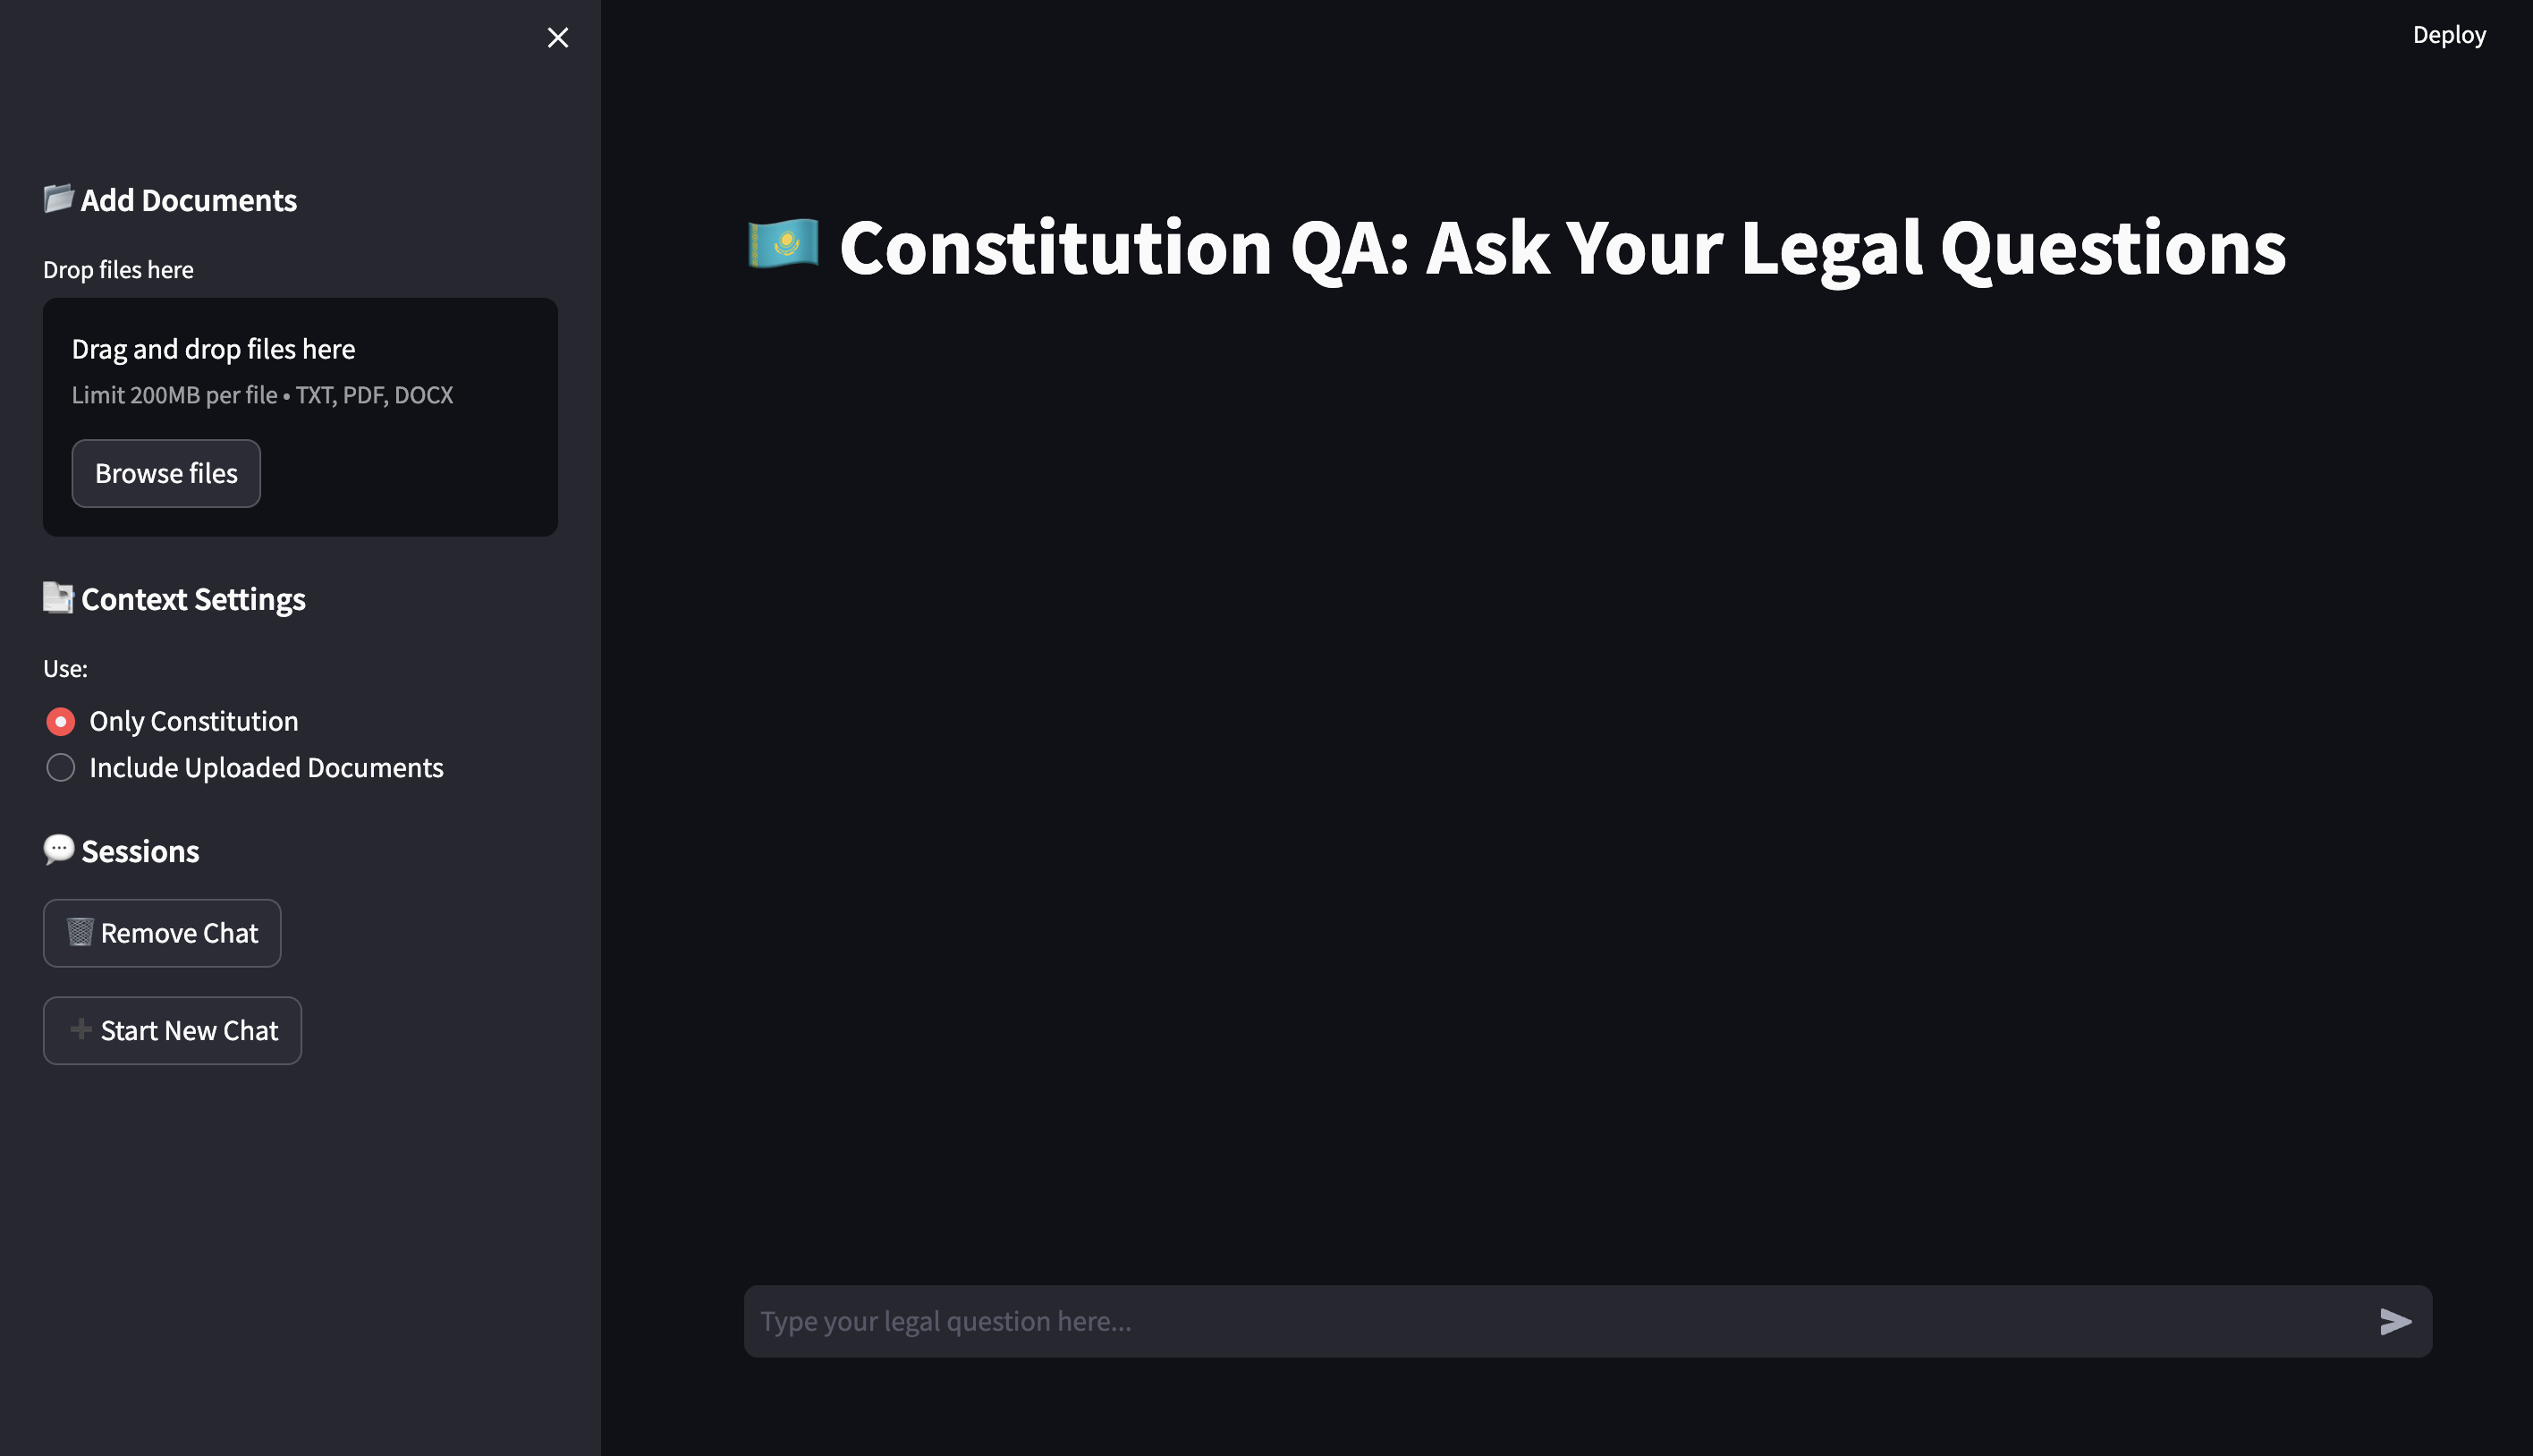 Add Documents
Drop files here
Drag and drop files here
Limit 200MB per file • TXT, PDF, DOCX
Browse files
Context Settings
Use:
Only Constitution
Include Uploaded Documents
Sessions
Remove Chat
Start New Chat
Deploy
Constitution QA: Ask Your Legal Questions
Type your legal question here...